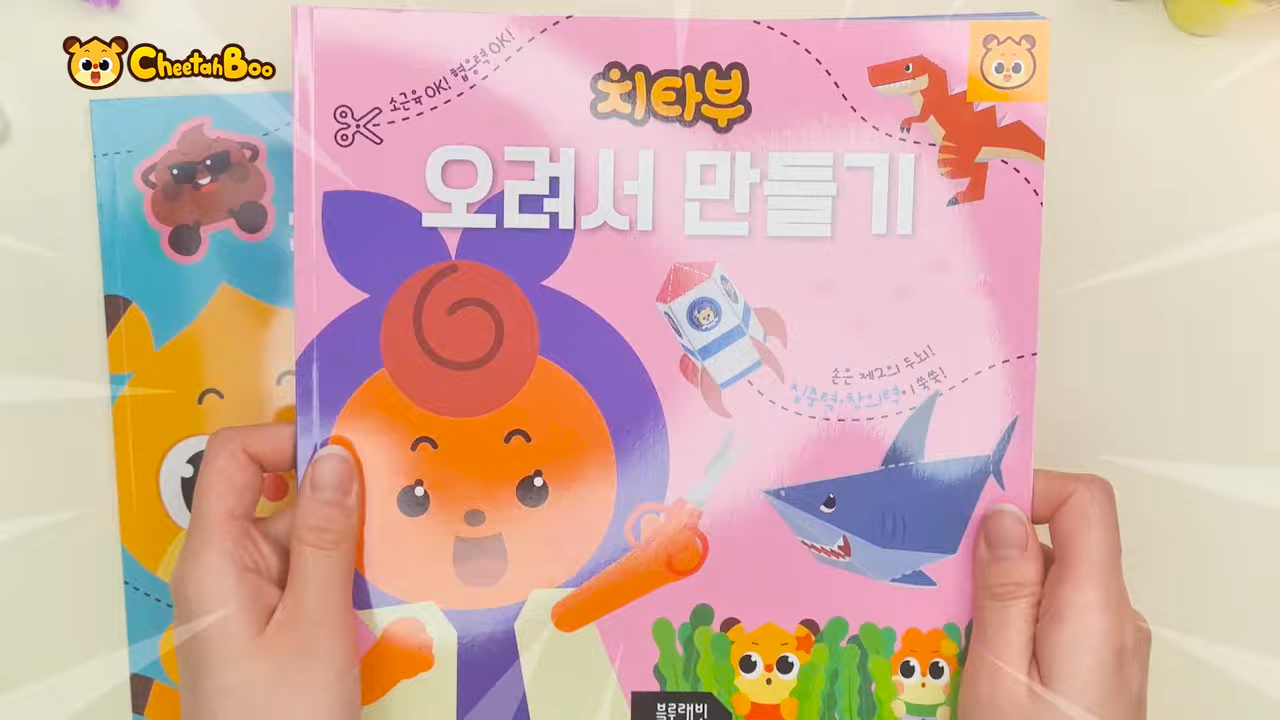 CheetahBoo
소근육 OK! 협응력 OK!
치타부
오려서 만들기
손은 제2의 두뇌!
집중력·창의력이 쑥쑥!
블루래빗